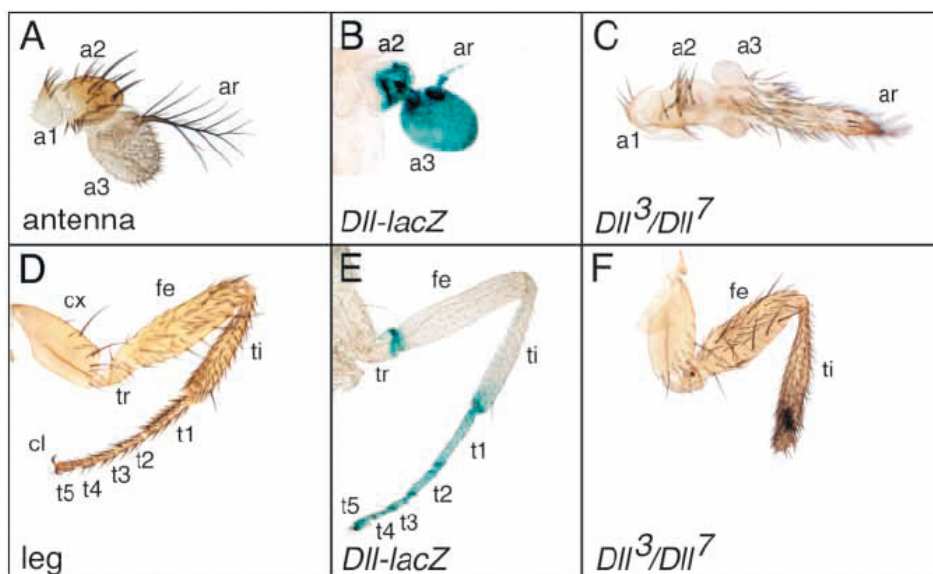 A
a2
ar
a1
a3
antenna
B
a2
ar
a3
Dll-lacZ
C
a3
a2
ar
a1
Dll3/Dll7
D
fe
cx
ti
tr
t1
cl
t2
t3
t5 t4
leg
E
fe
ti
tr
t1
t2
t5
t3
t4
Dll-lacZ
F
fe
ti
Dll3/Dll7